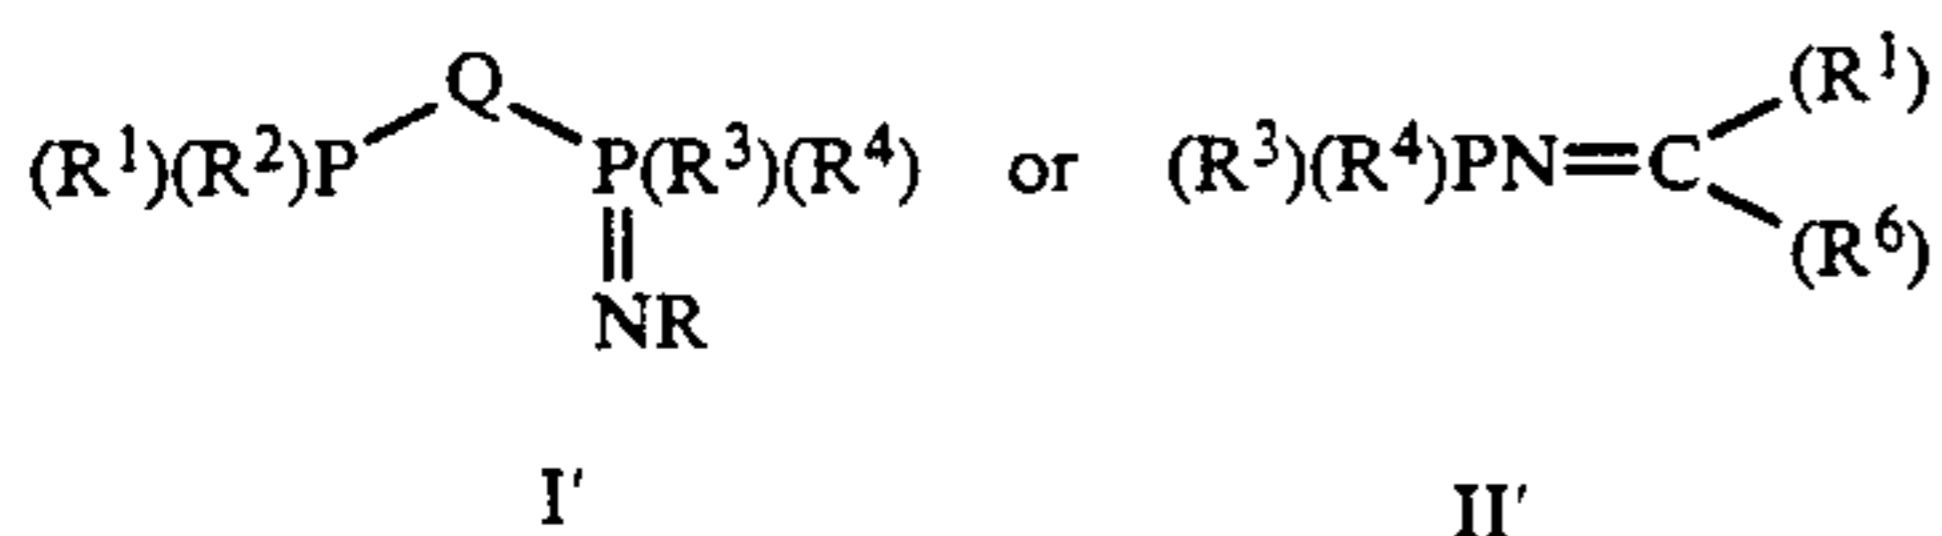 Q
(R¹)(R²)P P(R³)(R⁴) or (R³)(R⁴)PN=C (R¹)
(R⁶)
NR
I′ II′